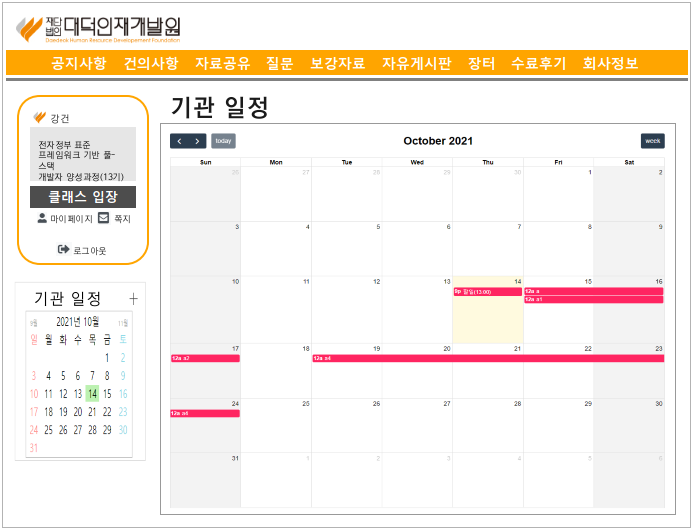 재단
법인 대덕인재개발원
Daedeok Human Resource Developement Foundation
공지사항 건의사항 자료공유 질문 보강자료 자유게시판 장터 수료후기 회사정보
강건
전자정부 표준
프레임워크 기반 풀-
스택
개발자 양성과정(13기)
클래스 입장
마이페이지 쪽지
로그아웃
기관 일정 +
9월 2021년 10월 11월
일 월 화 수 목 금 토
1 2
3 4 5 6 7 8 9
10 11 12 13 14 15 16
17 18 19 20 21 22 23
24 25 26 27 28 29 30
31
기관 일정
< > today October 2021 week
Sun Mon Tue Wed Thu Fri Sat
26 27 28 29 30 1 2
3 4 5 6 7 8 9
10 11 12 13 14 15 16
12a a
12a a1
17 18 19 20 21 22 23
12a a7 12a a4
24 25 26 27 28 29 30
12a a4
31 1 2 3 4 5 6